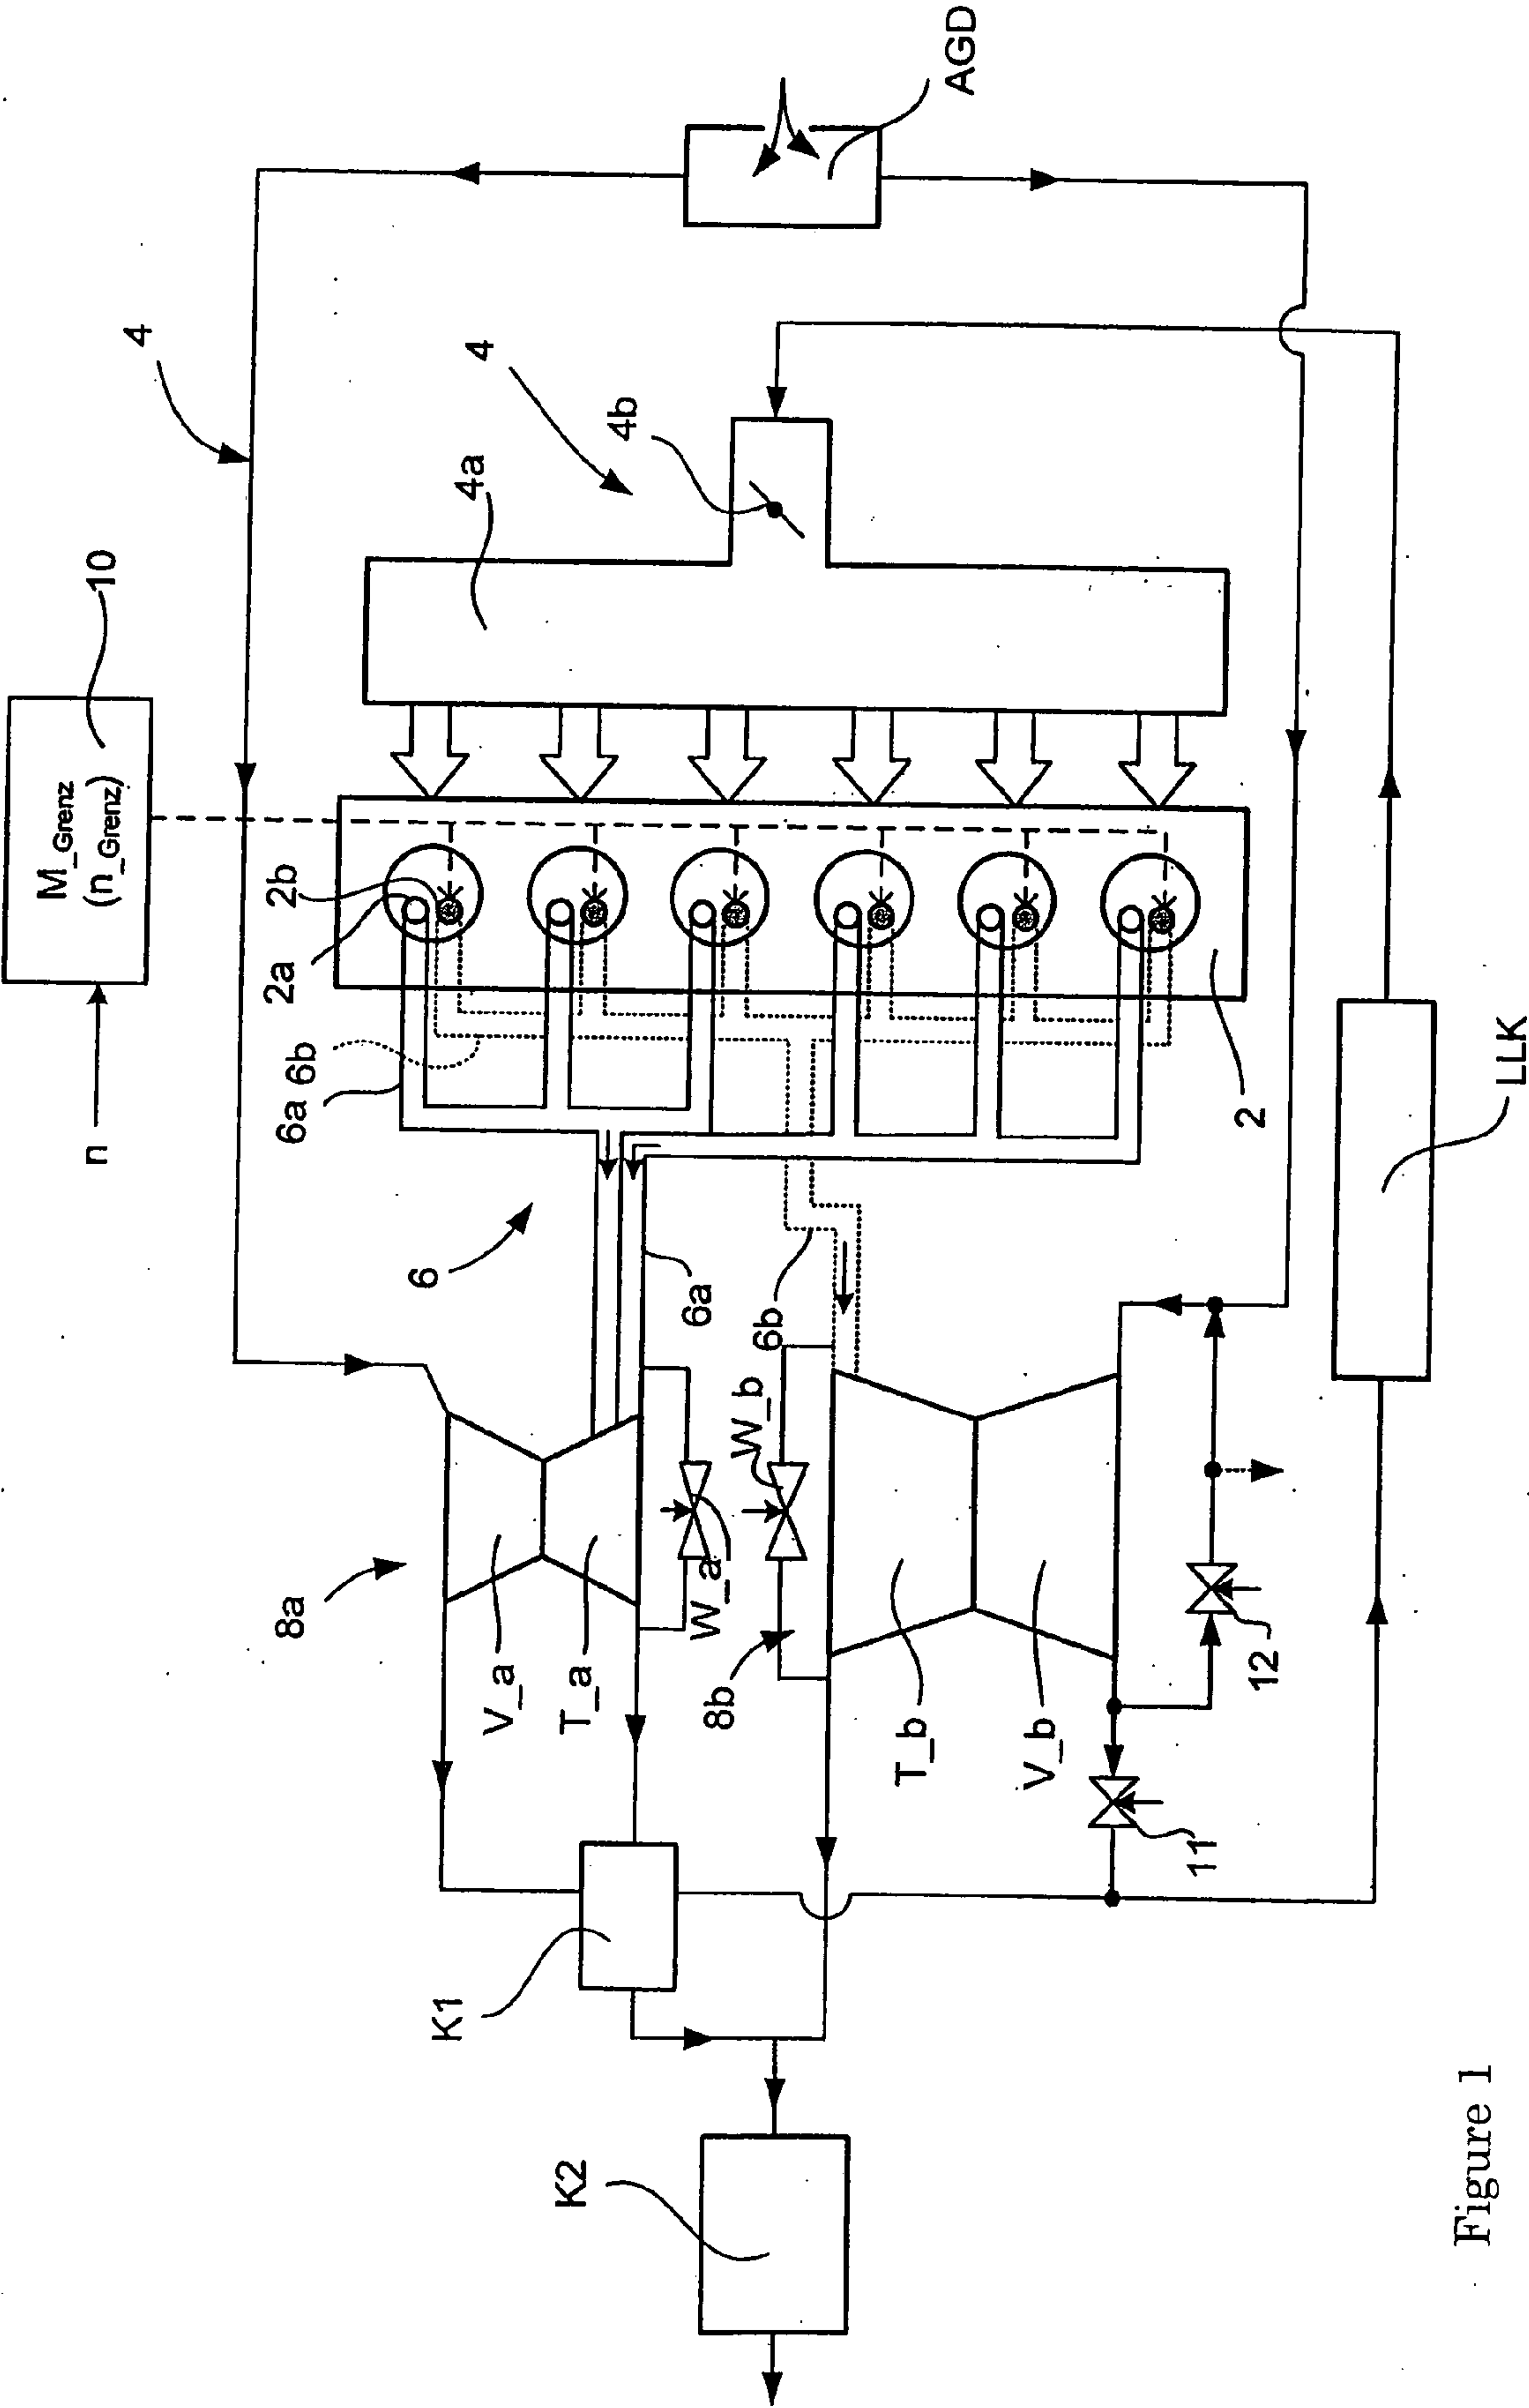 n
M_Grenz
(n_Grenz)
10
4
AGD
4
4a
4b
2a
2b
6a
6b
6
6a
6b
2
8a
V_a
T_a
W_a
W_b
8b
T_b
V_b
11
12
LLK
K1
K2
Figure 1